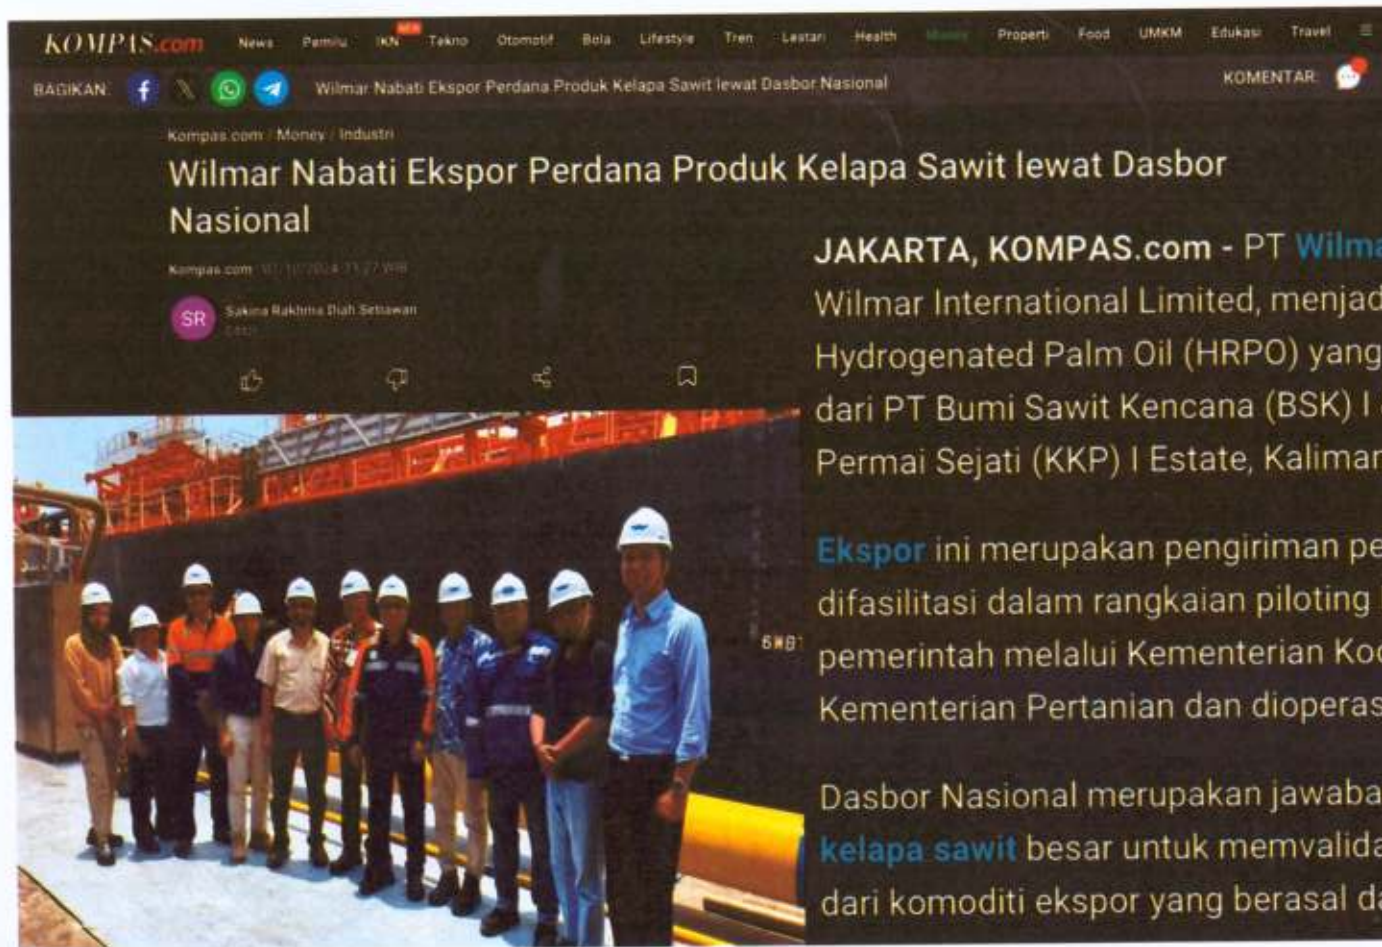 KOMPAS.com News Pemilu IKN NEW Tekno Otomotif Bola Lifestyle Tren Lestari Health Money Properti Food UMKM Edukasi Travel
BAGIKAN: Wilmar Nabati Ekspor Perdana Produk Kelapa Sawit lewat Dasbor Nasional KOMENTAR:
Kompas.com / Money / Industri
Wilmar Nabati Ekspor Perdana Produk Kelapa Sawit lewat Dasbor
Nasional
Kompas.com
SR Sakina Rakhma Diah Setiawan
Editor
JAKARTA, KOMPAS.com - PT Wilma
Wilmar International Limited, menjad
Hydrogenated Palm Oil (HRPO) yang
dari PT Bumi Sawit Kencana (BSK) I
Permai Sejati (KKP) I Estate, Kaliman
Ekspor ini merupakan pengiriman pe
difasilitasi dalam rangkaian piloting
pemerintah melalui Kementerian Koo
Kementerian Pertanian dan dioperas
Dasbor Nasional merupakan jawaba
kelapa sawit besar untuk memvalida
dari komoditi ekspor yang berasal da